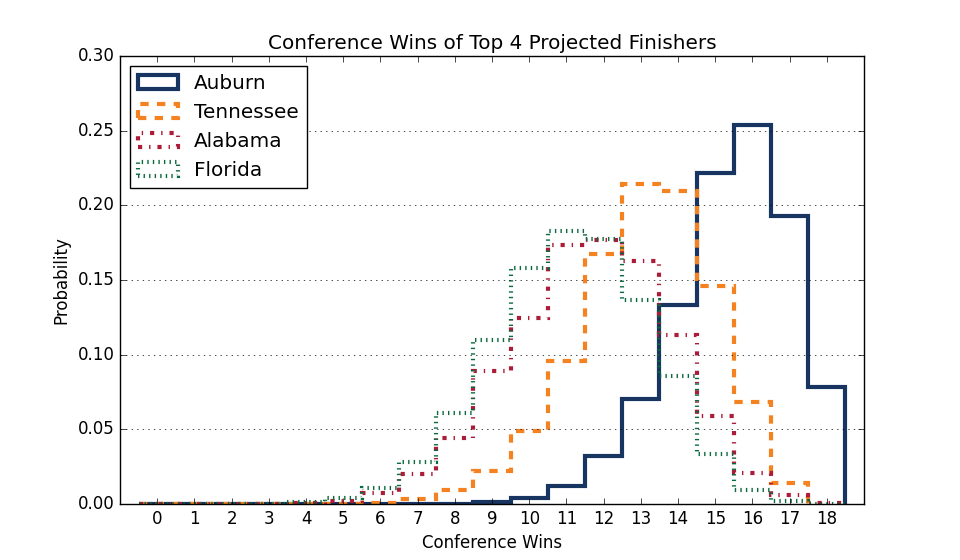 Conference Wins of Top 4 Projected Finishers
0.30
0.25
0.20
0.15
0.10
0.05
0.00
Probability
Auburn
Tennessee
Alabama
Florida
0 1 2 3 4 5 6 7 8 9 10 11 12 13 14 15 16 17 18
Conference Wins